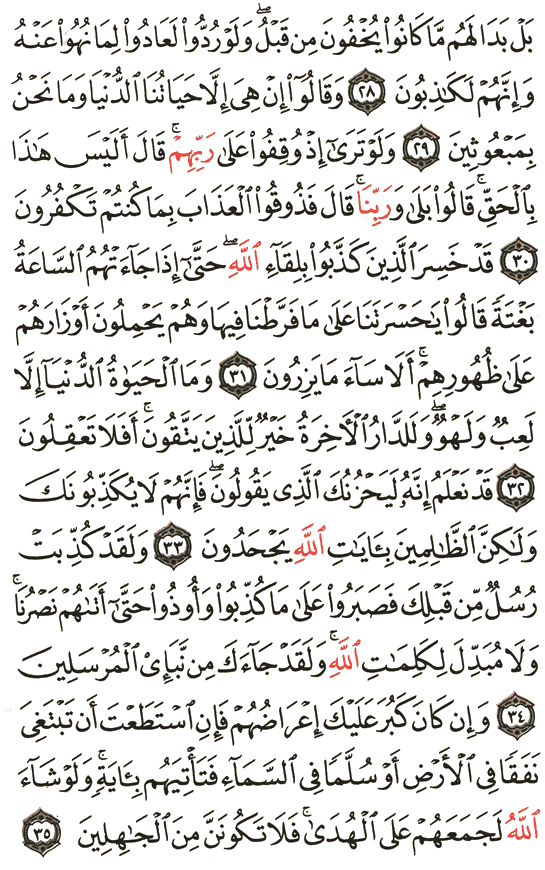 بَلْ بَدَا لَهُم مَّا كَانُوا۟ يُخْفُونَ مِن قَبْلُ ۖ وَلَوْ رُدُّوا۟ لَعَادُوا۟ لِمَا نُهُوا۟ عَنْهُ
وَإِنَّهُمْ لَكَـٰذِبُونَ ٢٨ وَقَالُوٓا۟ إِنْ هِىَ إِلَّا حَيَاتُنَا ٱلدُّنْيَا وَمَا نَحْنُ
بِمَبْعُوثِينَ ٢٩ وَلَوْ تَرَىٰٓ إِذْ وُقِفُوا۟ عَلَىٰ رَبِّهِمْ ۚ قَالَ أَلَيْسَ هَـٰذَا
بِٱلْحَقِّ ۚ قَالُوا۟ بَلَىٰ وَرَبِّنَا ۚ قَالَ فَذُوقُوا۟ ٱلْعَذَابَ بِمَا كُنتُمْ تَكْفُرُونَ
٣٠ قَدْ خَسِرَ ٱلَّذِينَ كَذَّبُوا۟ بِلِقَآءِ ٱللَّهِ ۖ حَتَّىٰٓ إِذَا جَآءَتْهُمُ ٱلسَّاعَةُ
بَغْتَةً قَالُوا۟ يَـٰحَسْرَتَنَا عَلَىٰ مَا فَرَّطْنَا فِيهَا وَهُمْ يَحْمِلُونَ أَوْزَارَهُمْ
عَلَىٰ ظُهُورِهِمْ ۚ أَلَا سَآءَ مَا يَزِرُونَ ٣١ وَمَا ٱلْحَيَوٰةُ ٱلدُّنْيَآ إِلَّا
لَعِبٌ وَلَهْوٌ ۖ وَلَلدَّارُ ٱلْـَٔاخِرَةُ خَيْرٌ لِّلَّذِينَ يَتَّقُونَ ۗ أَفَلَا تَعْقِلُونَ
٣٢ قَدْ نَعْلَمُ إِنَّهُۥ لَيَحْزُنُكَ ٱلَّذِى يَقُولُونَ ۖ فَإِنَّهُمْ لَا يُكَذِّبُونَكَ
وَلَـٰكِنَّ ٱلظَّـٰلِمِينَ بِـَٔايَـٰتِ ٱللَّهِ يَجْحَدُونَ ٣٣ وَلَقَدْ كُذِّبَتْ
رُسُلٌ مِّن قَبْلِكَ فَصَبَرُوا۟ عَلَىٰ مَا كُذِّبُوا۟ وَأُوذُوا۟ حَتَّىٰٓ أَتَىٰهُمْ نَصْرُنَا ۚ
وَلَا مُبَدِّلَ لِكَلِمَـٰتِ ٱللَّهِ ۚ وَلَقَدْ جَآءَكَ مِن نَّبَإِى۟ ٱلْمُرْسَلِينَ
٣٤ وَإِن كَانَ كَبُرَ عَلَيْكَ إِعْرَاضُهُمْ فَإِنِ ٱسْتَطَعْتَ أَن تَبْتَغِىَ
نَفَقًا فِى ٱلْأَرْضِ أَوْ سُلَّمًا فِى ٱلسَّمَآءِ فَتَأْتِيَهُم بِـَٔايَةٍ ۚ وَلَوْ شَآءَ
ٱللَّهُ لَجَمَعَهُمْ عَلَى ٱلْهُدَىٰ ۚ فَلَا تَكُونَنَّ مِنَ ٱلْجَـٰهِلِينَ ٣٥